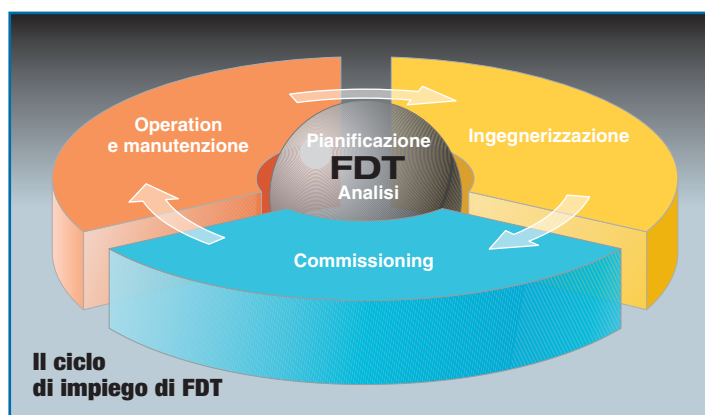 Operation
e manutenzione
Pianificazione
FDT
Analisi
Ingegnerizzazione
Commissioning
Il ciclo
di impiego di FDT